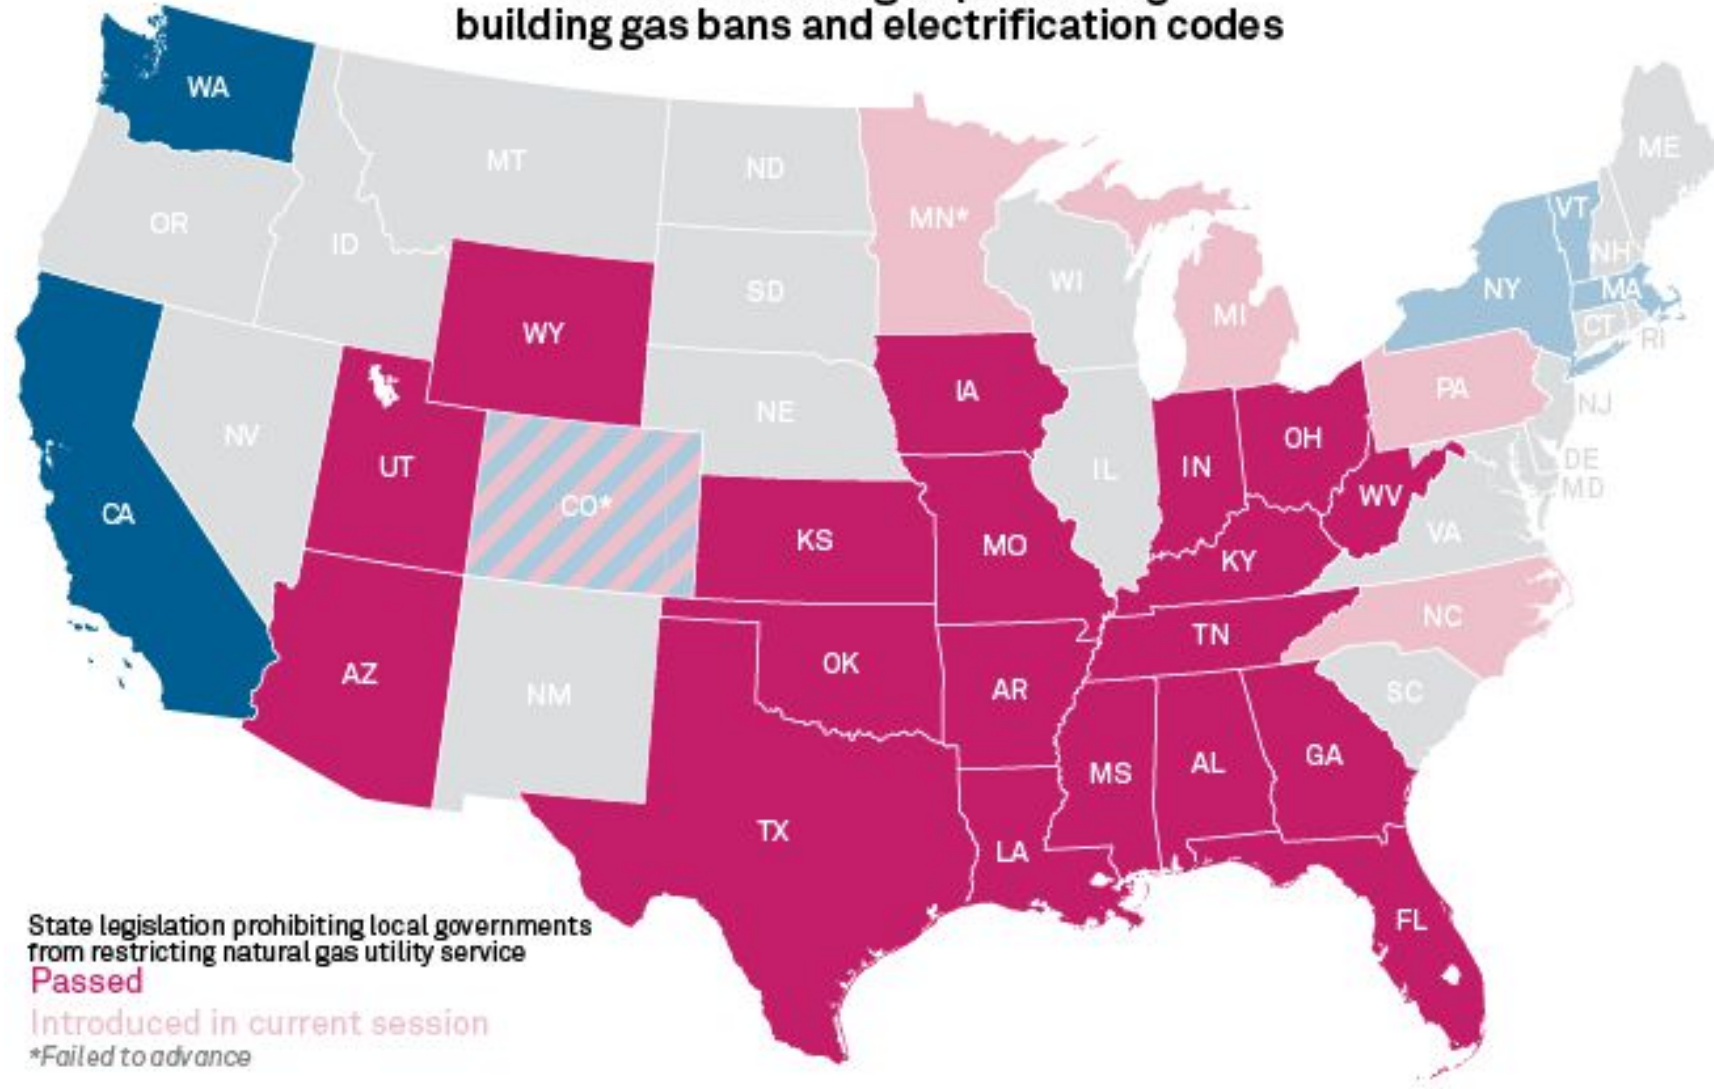 building gas bans and electrification codes
WA
MT
ND
MN*
ME
OR
ID
VT
NH
WI
SD
NY
MA
MI
CT
RI
WY
IA
PA
NE
NJ
NV
OH
UT
IL
IN
DE
MD
WV
CO*
CA
KS
MO
VA
KY
NC
TN
AZ
OK
AR
NM
SC
MS
AL
GA
TX
LA
FL
State legislation prohibiting local governments
from restricting natural gas utility service
Passed
Introduced in current session
*Failed to advance